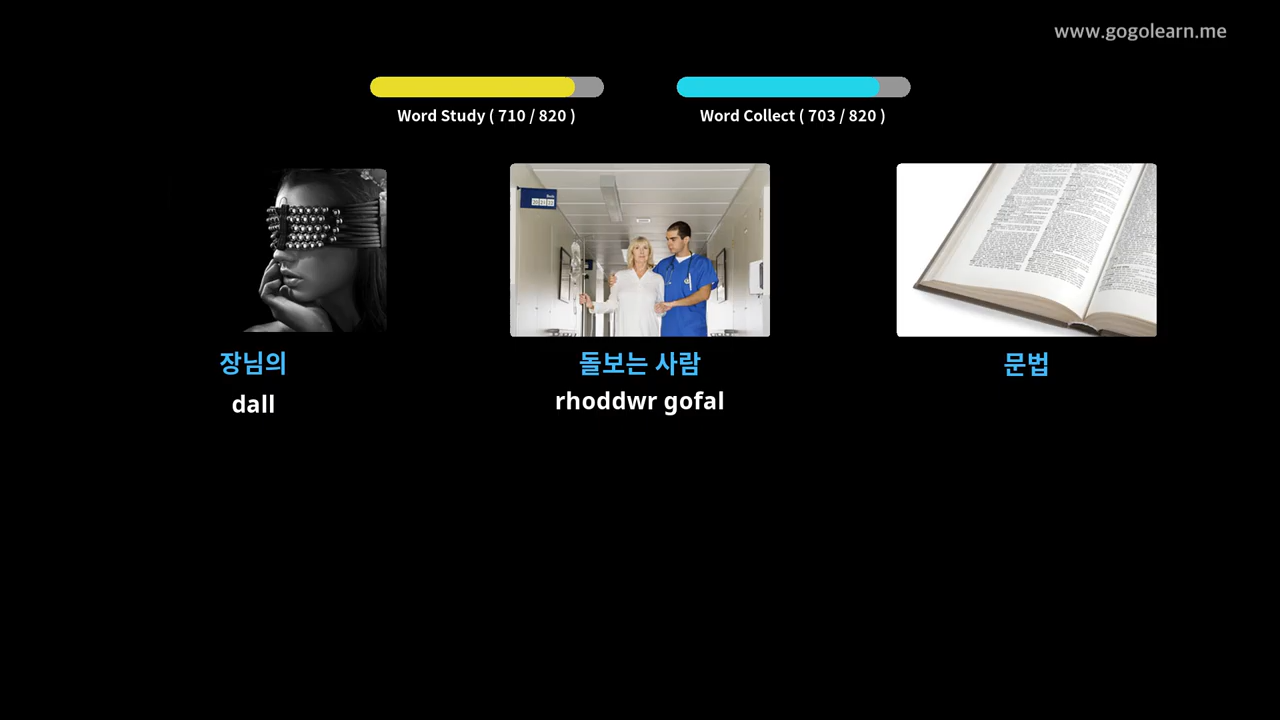 www.gogolearn.me
Word Study ( 710 / 820 )
Word Collect ( 703 / 820 )
장님의
돌보는 사람
문법
dall
rhoddwr gofal